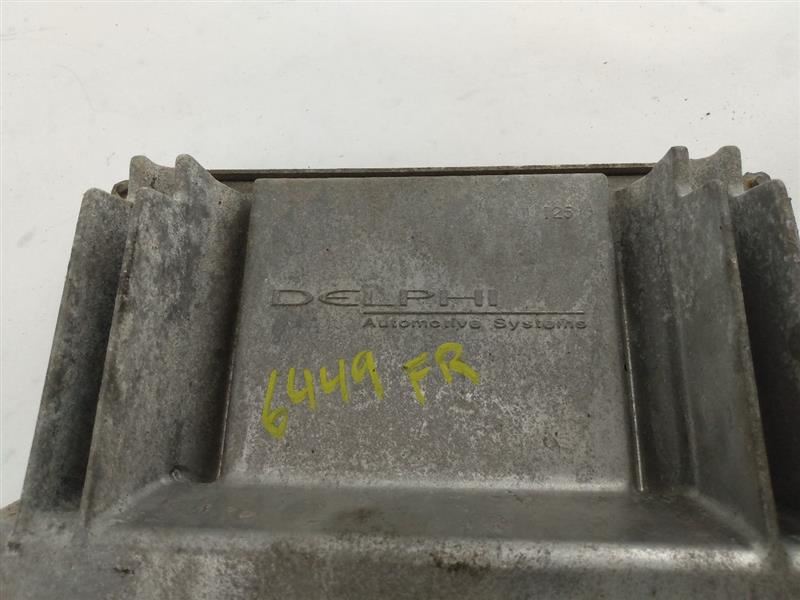 125
DELPHI
Automotive Systems
6449 FR